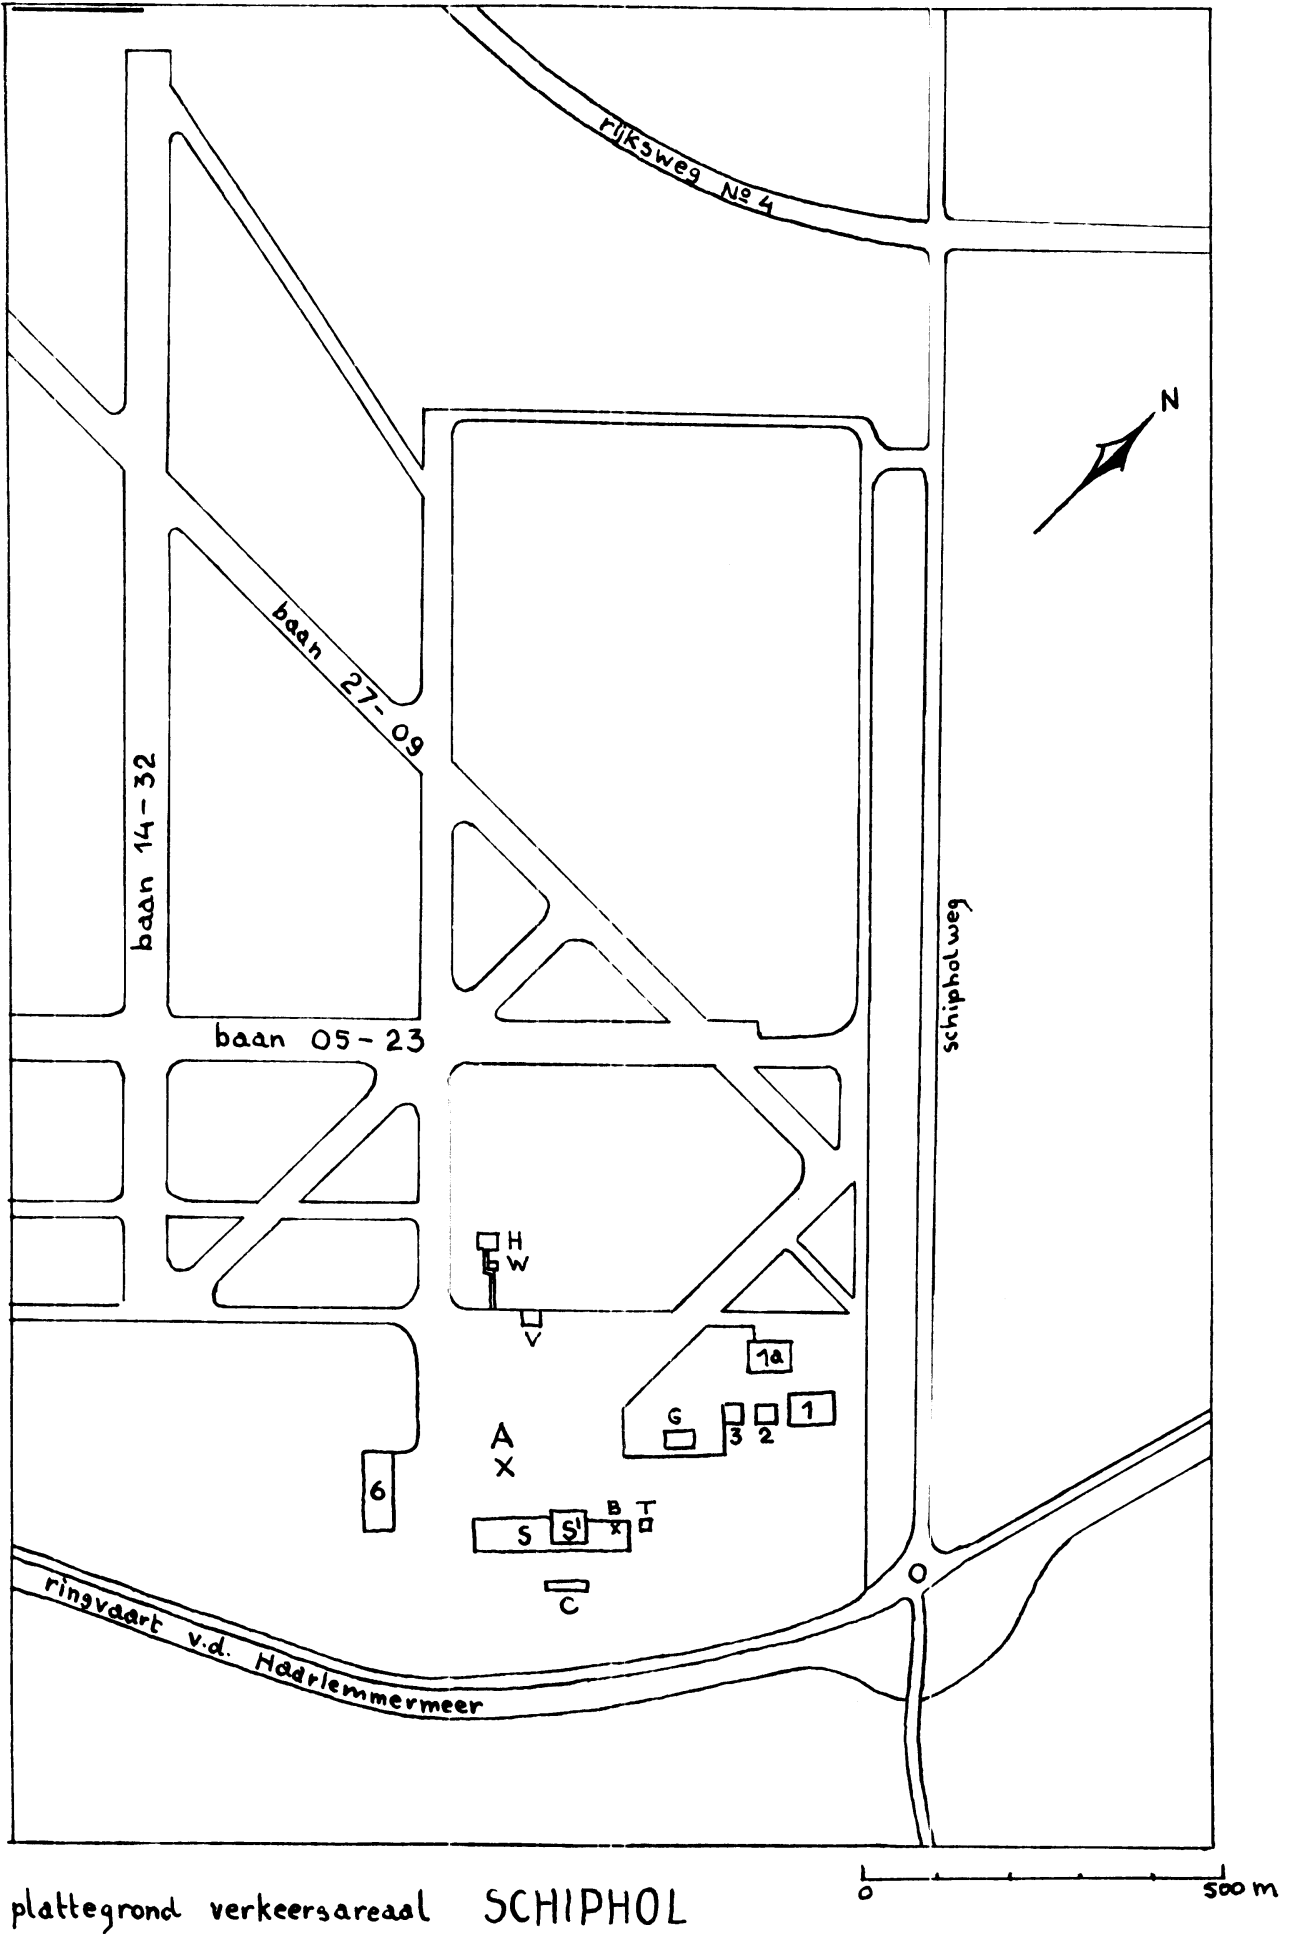 rijksweg No 4
N
baan 27-09
baan 14-32
schipholweg
baan 05-23
H
W
V
1a
A
X
G
3
2
1
6
S
S'
B
x
T
C
ringvaart v.d. Haarlemmermeer
0
500 m
plattegrond verkeersareaal SCHIPHOL